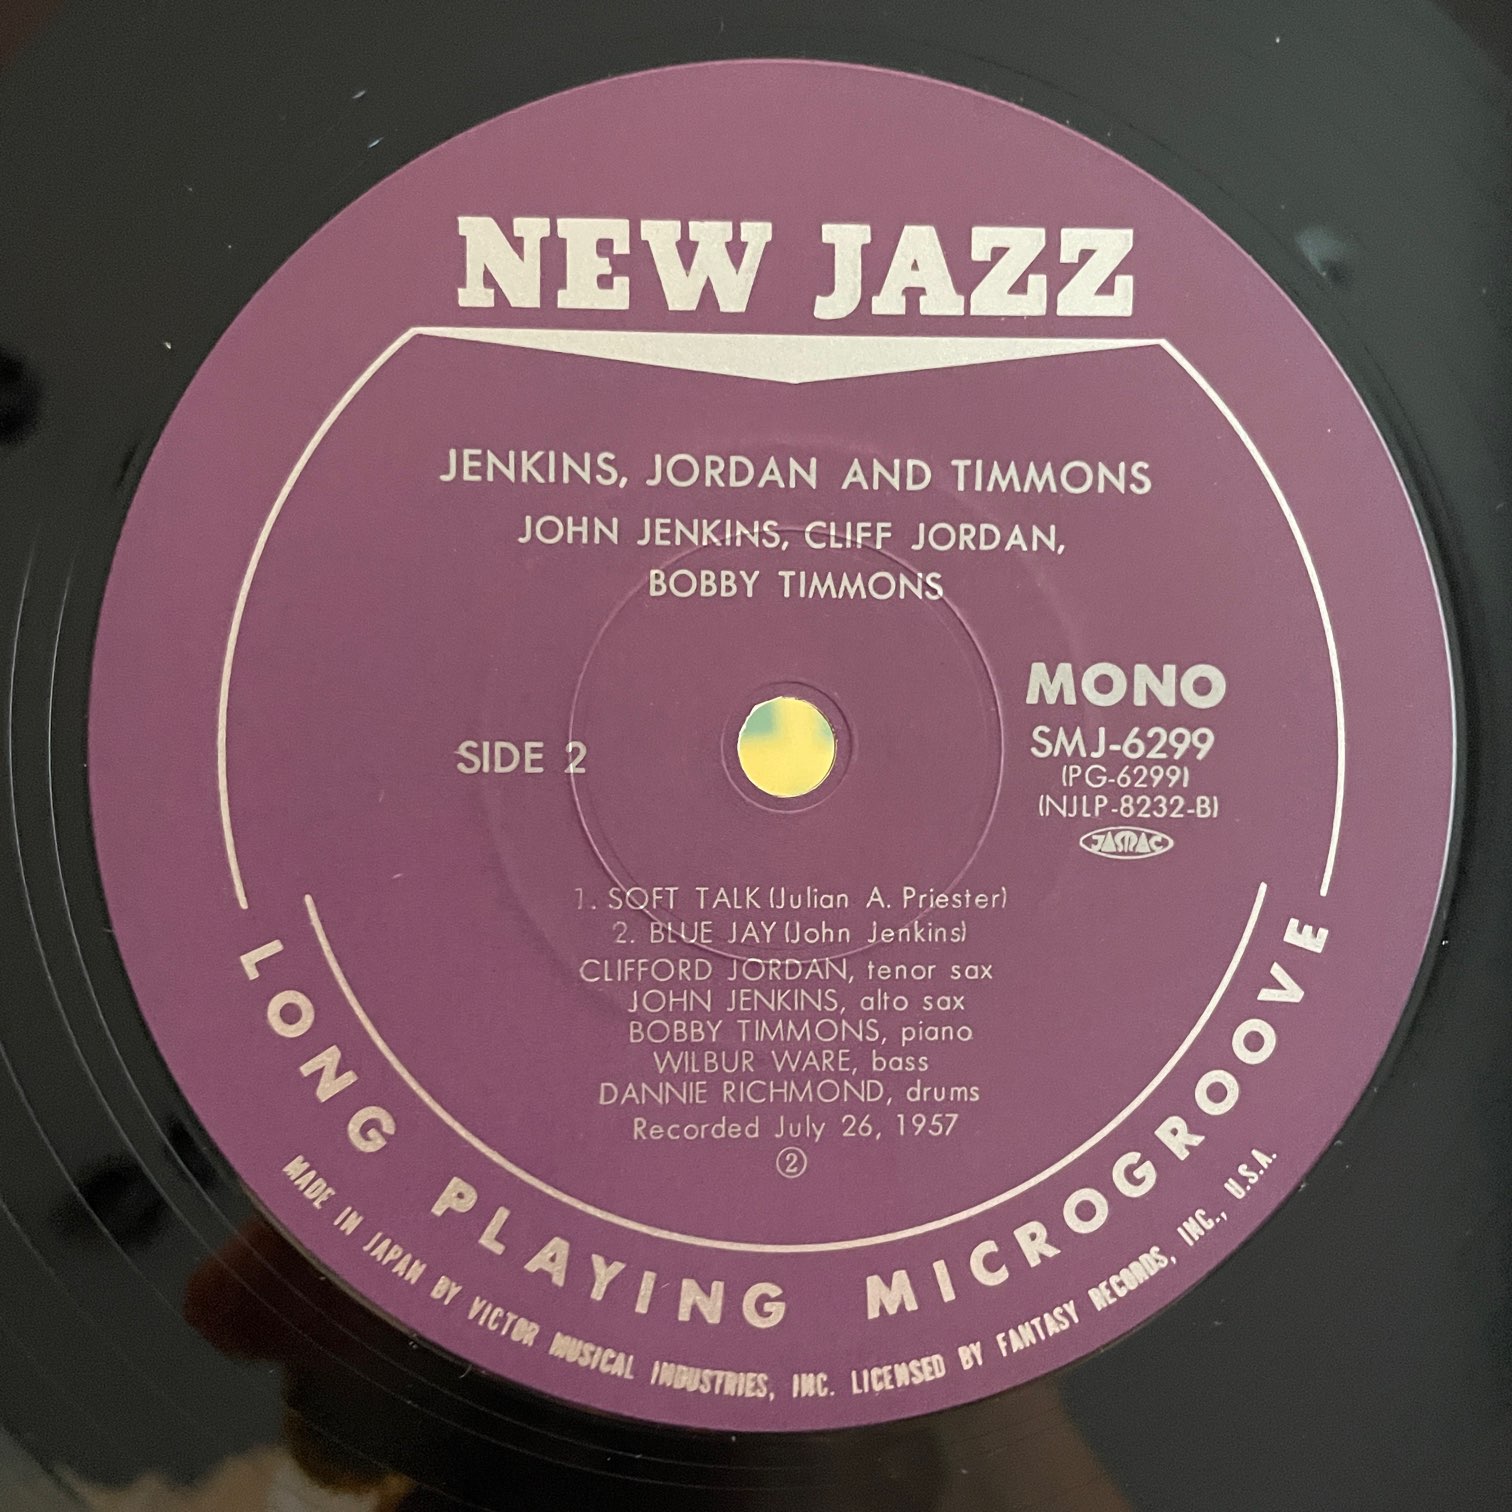 NEW JAZZ
JENKINS, JORDAN AND TIMMONS
JOHN JENKINS, CLIFF JORDAN,
BOBBY TIMMONS
MONO
SMJ-6299
(PG-6299)
(NJLP-8232-B)
JASRAC
SIDE 2
1. SOFT TALK (Julian A. Priester)
2. BLUE JAY (John Jenkins)
CLIFFORD JORDAN, tenor sax
JOHN JENKINS, alto sax
BOBBY TIMMONS, piano
WILBUR WARE, bass
DANNIE RICHMOND, drums
Recorded July 26, 1957
②
LONG PLAYING MICROGROOVE
MADE IN JAPAN BY VICTOR MUSICAL INDUSTRIES, INC. LICENSED BY FANTASY RECORDS, INC., U.S.A.